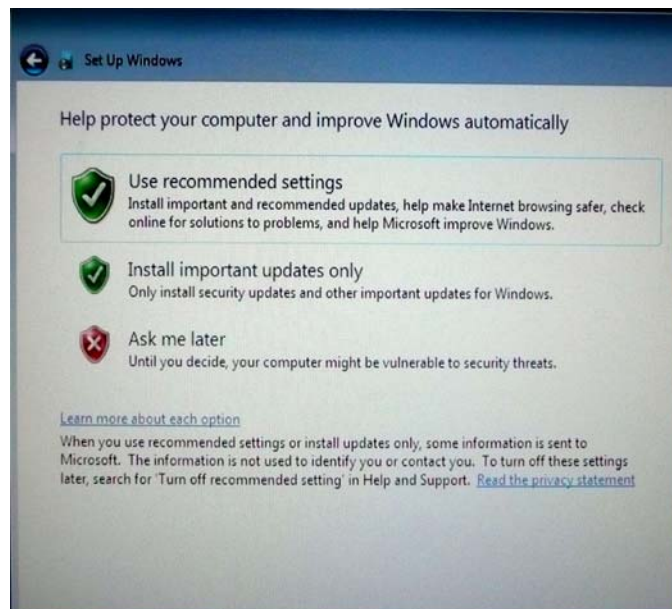 Set Up Windows
Help protect your computer and improve Windows automatically
Use recommended settings
Install important and recommended updates, help make Internet browsing safer, check
online for solutions to problems, and help Microsoft improve Windows.
Install important updates only
Only install security updates and other important updates for Windows.
Ask me later
Until you decide, your computer might be vulnerable to security threats.
Learn more about each option
When you use recommended settings or install updates only, some information is sent to
Microsoft. The information is not used to identify you or contact you. To turn off these settings
later, search for 'Turn off recommended setting' in Help and Support. Read the privacy statement